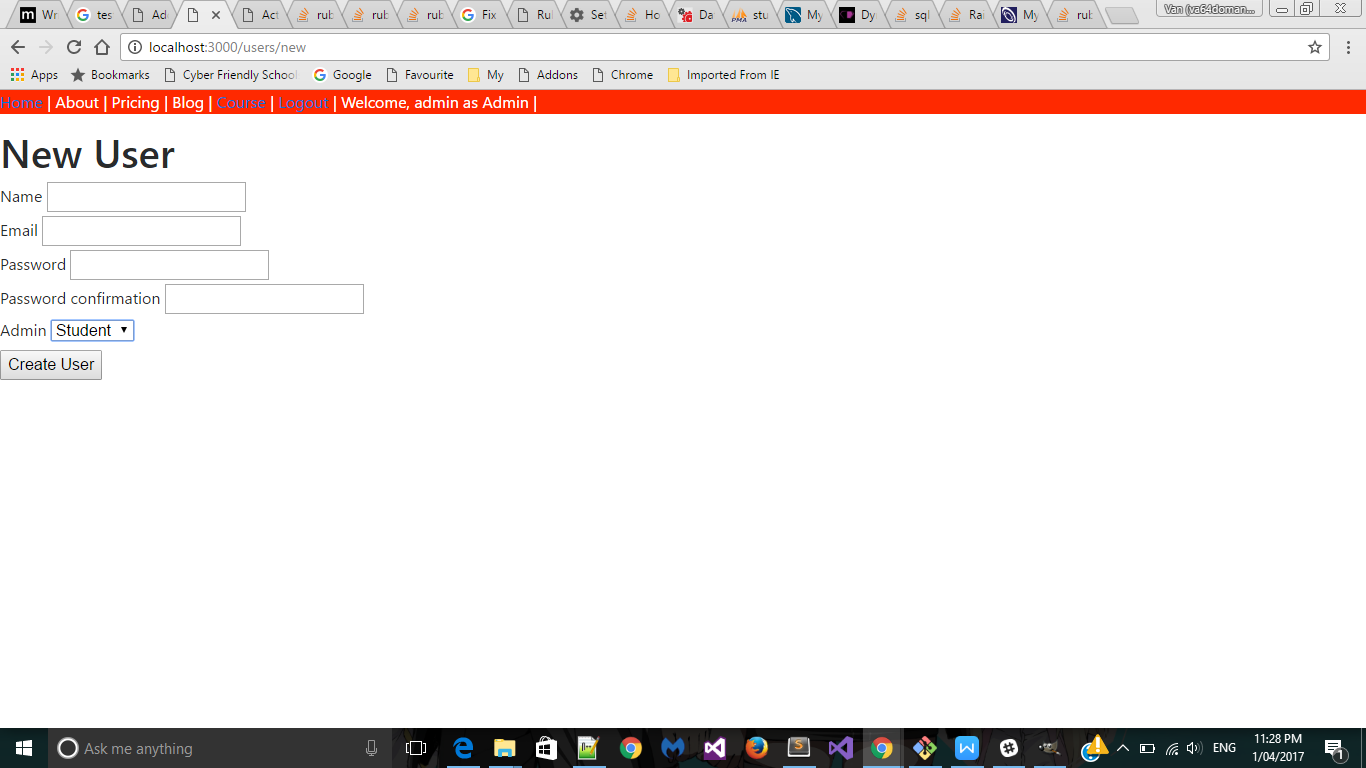 Wr tes Ad Act rub rub rub Fix Rul Set Ho Da stu My Dy sql Rai My rub Van (va64doman...
localhost:3000/users/new
Apps Bookmarks Cyber Friendly School Google Favourite My Addons Chrome Imported From IE
Home | About | Pricing | Blog | Course | Logout | Welcome, admin as Admin |
New User
Name
Email
Password
Password confirmation
Admin Student
Create User
Ask me anything
ENG
11:28 PM
1/04/2017